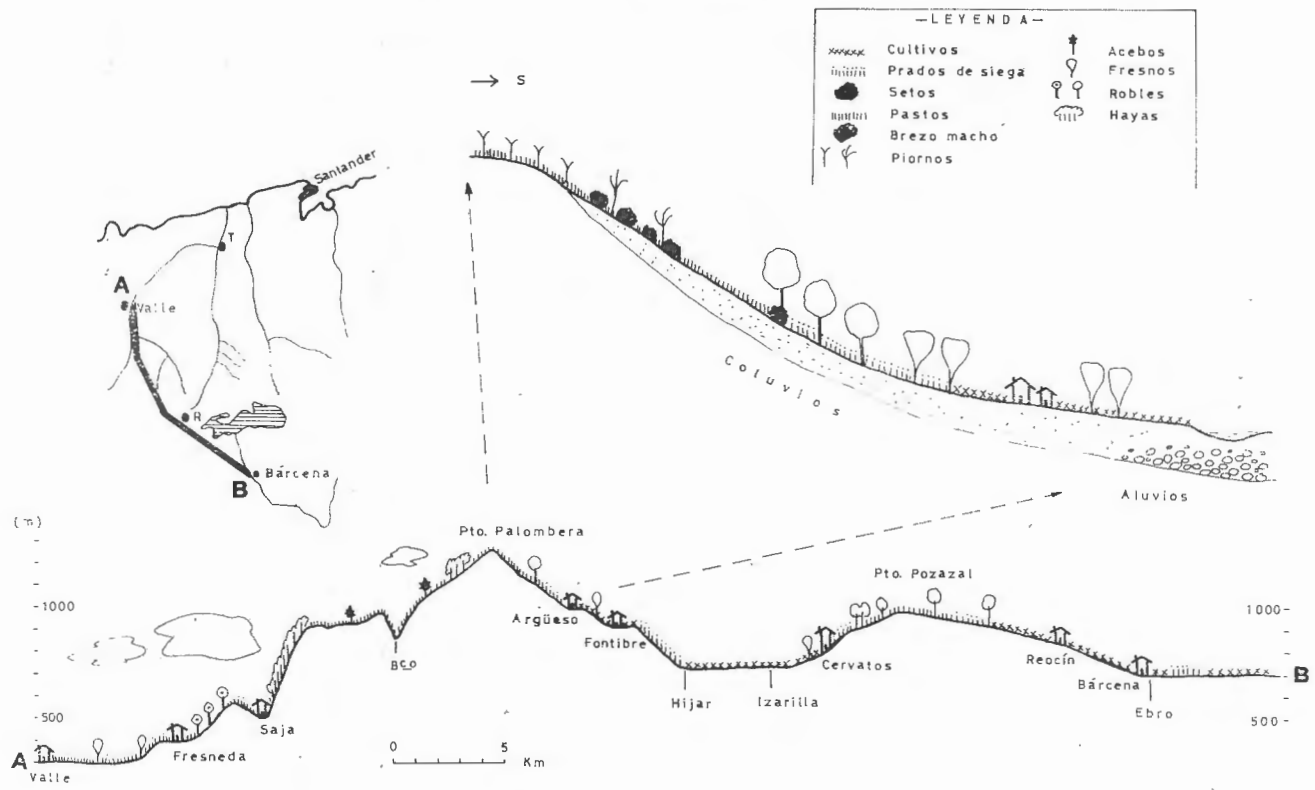 —LEYENDA—
Cultivos
Prados de siega
Setos
Pastos
Brezo macho
Piornos
Acebos
Fresnos
Robles
Hayas
→ S
Santander
T
A
Valle
R
B
Bárcena
Coluvios
Aluvios
(m)
Pto. Palombera
Pto. Pozazal
1000
1000
Argüeso
Fontibre
Bco
Cervatos
Reocín
Hijar
Izarilla
Bárcena
B
Ebro
500
500
Saja
Fresneda
A
Valle
0 5
Km